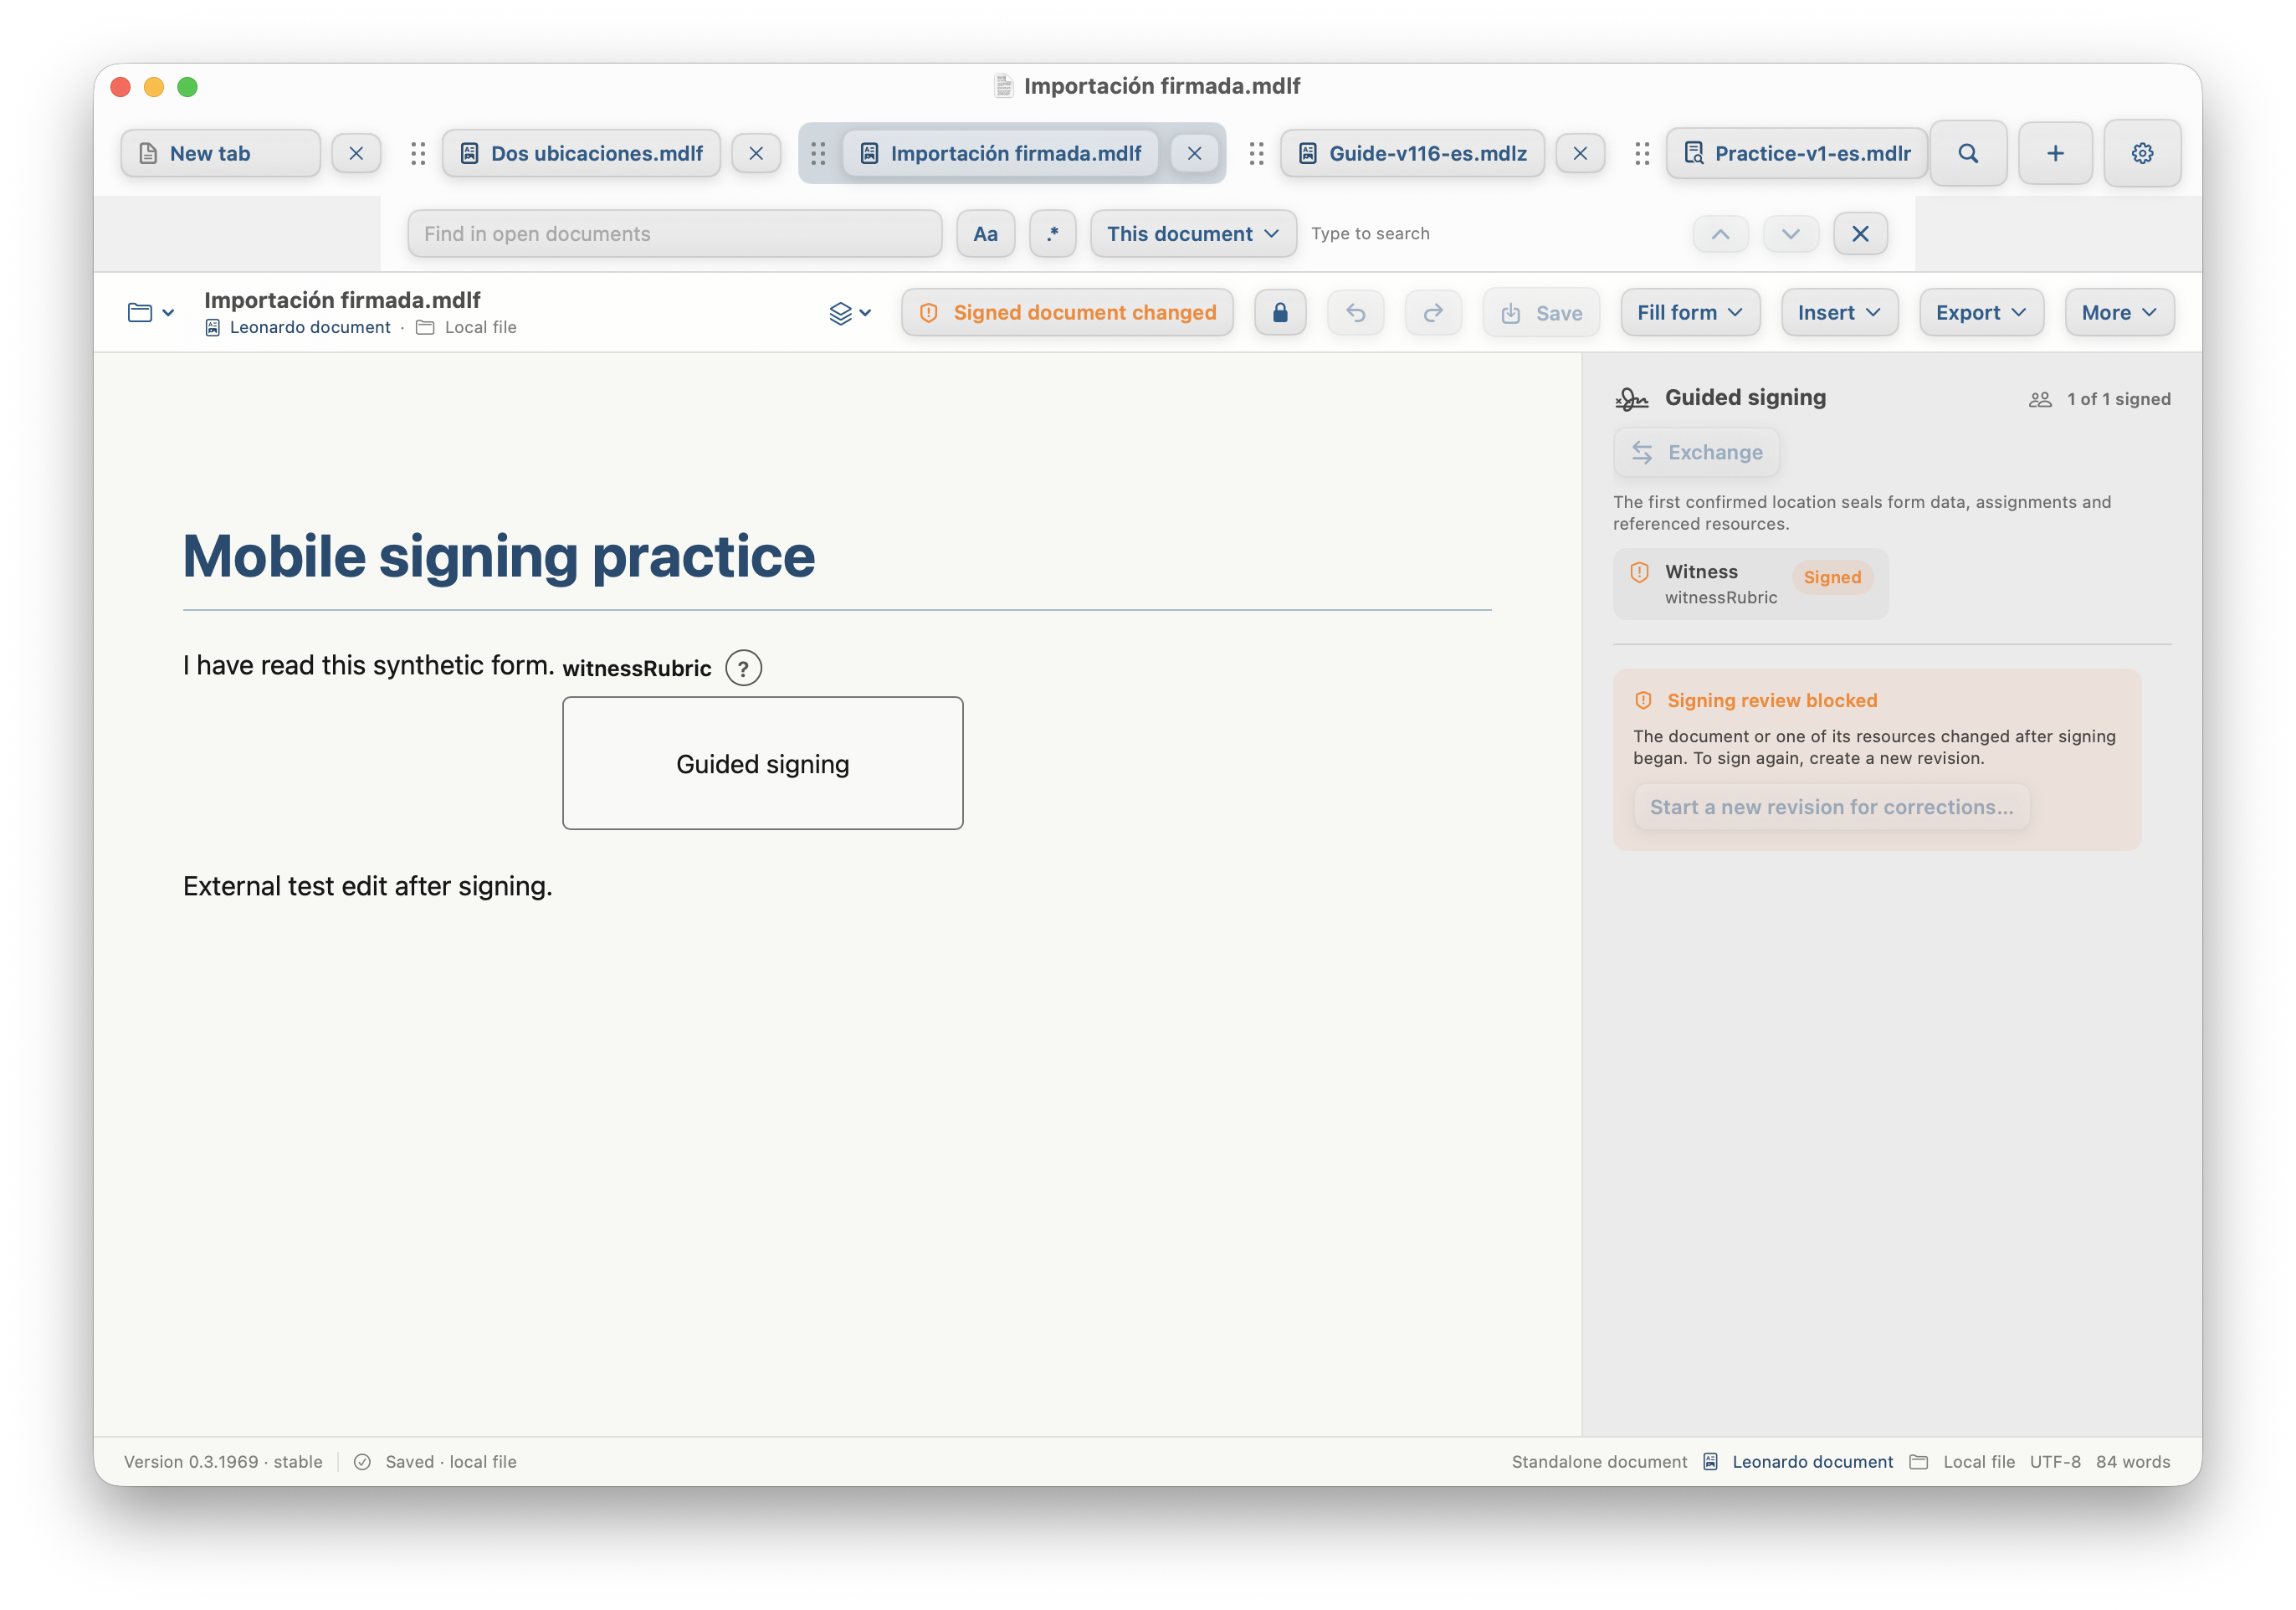 Importación firmada.mdlf
New tab
Dos ubicaciones.mdlf
Importación firmada.mdlf
Guide-v116-es.mdlz
Practice-v1-es.mdlr
Find in open documents
Aa
.*
This document
Type to search
Importación firmada.mdlf
Leonardo document · Local file
Signed document changed
Save
Fill form
Insert
Export
More
Mobile signing practice
I have read this synthetic form. witnessRubric ?
Guided signing
External test edit after signing.
Guided signing
1 of 1 signed
Exchange
The first confirmed location seals form data, assignments and
referenced resources.
Witness
Signed
witnessRubric
Signing review blocked
The document or one of its resources changed after signing
began. To sign again, create a new revision.
Start a new revision for corrections...
Version 0.3.1969 · stable
Saved · local file
Standalone document
Leonardo document
Local file
UTF-8
84 words